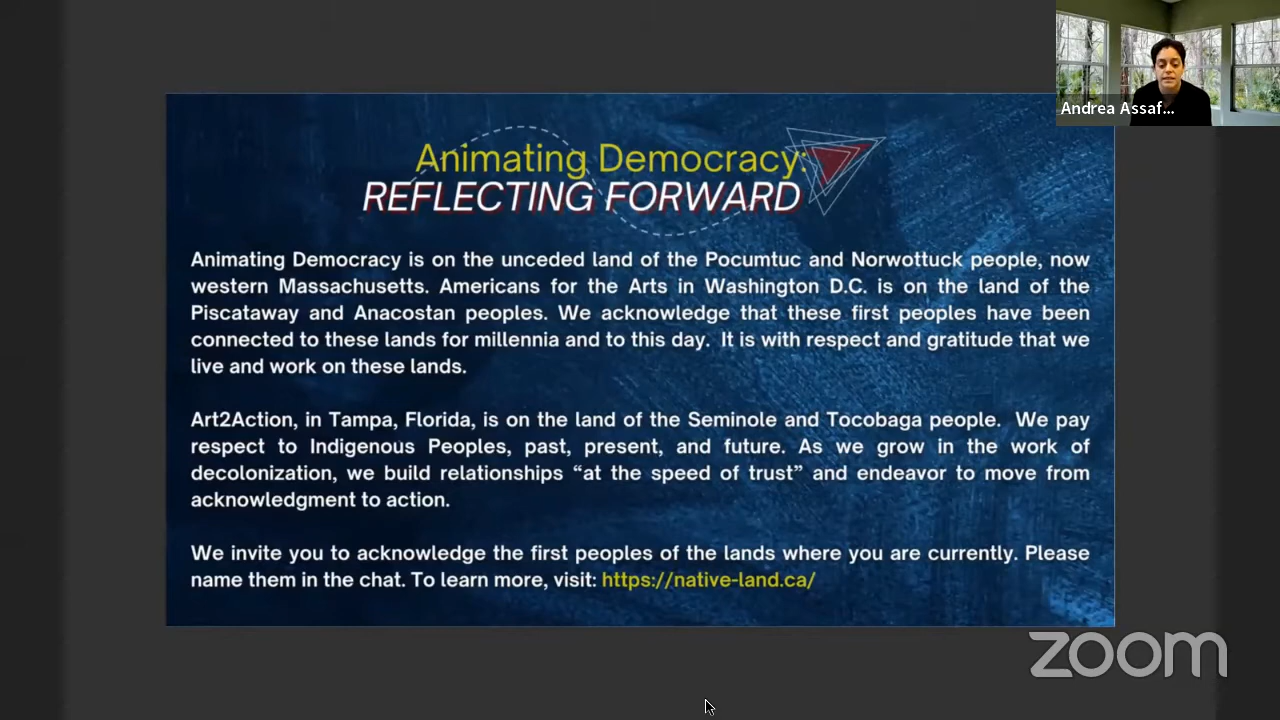 Andrea Assaf...
Animating Democracy:
REFLECTING FORWARD
Animating Democracy is on the unceded land of the Pocumtuc and Norwottuck people, now
western Massachusetts. Americans for the Arts in Washington D.C. is on the land of the
Piscataway and Anacostan peoples. We acknowledge that these first peoples have been
connected to these lands for millennia and to this day. It is with respect and gratitude that we
live and work on these lands.
Art2Action, in Tampa, Florida, is on the land of the Seminole and Tocobaga people. We pay
respect to Indigenous Peoples, past, present, and future. As we grow in the work of
decolonization, we build relationships “at the speed of trust” and endeavor to move from
acknowledgment to action.
We invite you to acknowledge the first peoples of the lands where you are currently. Please
name them in the chat. To learn more, visit: https://native-land.ca/
zoom